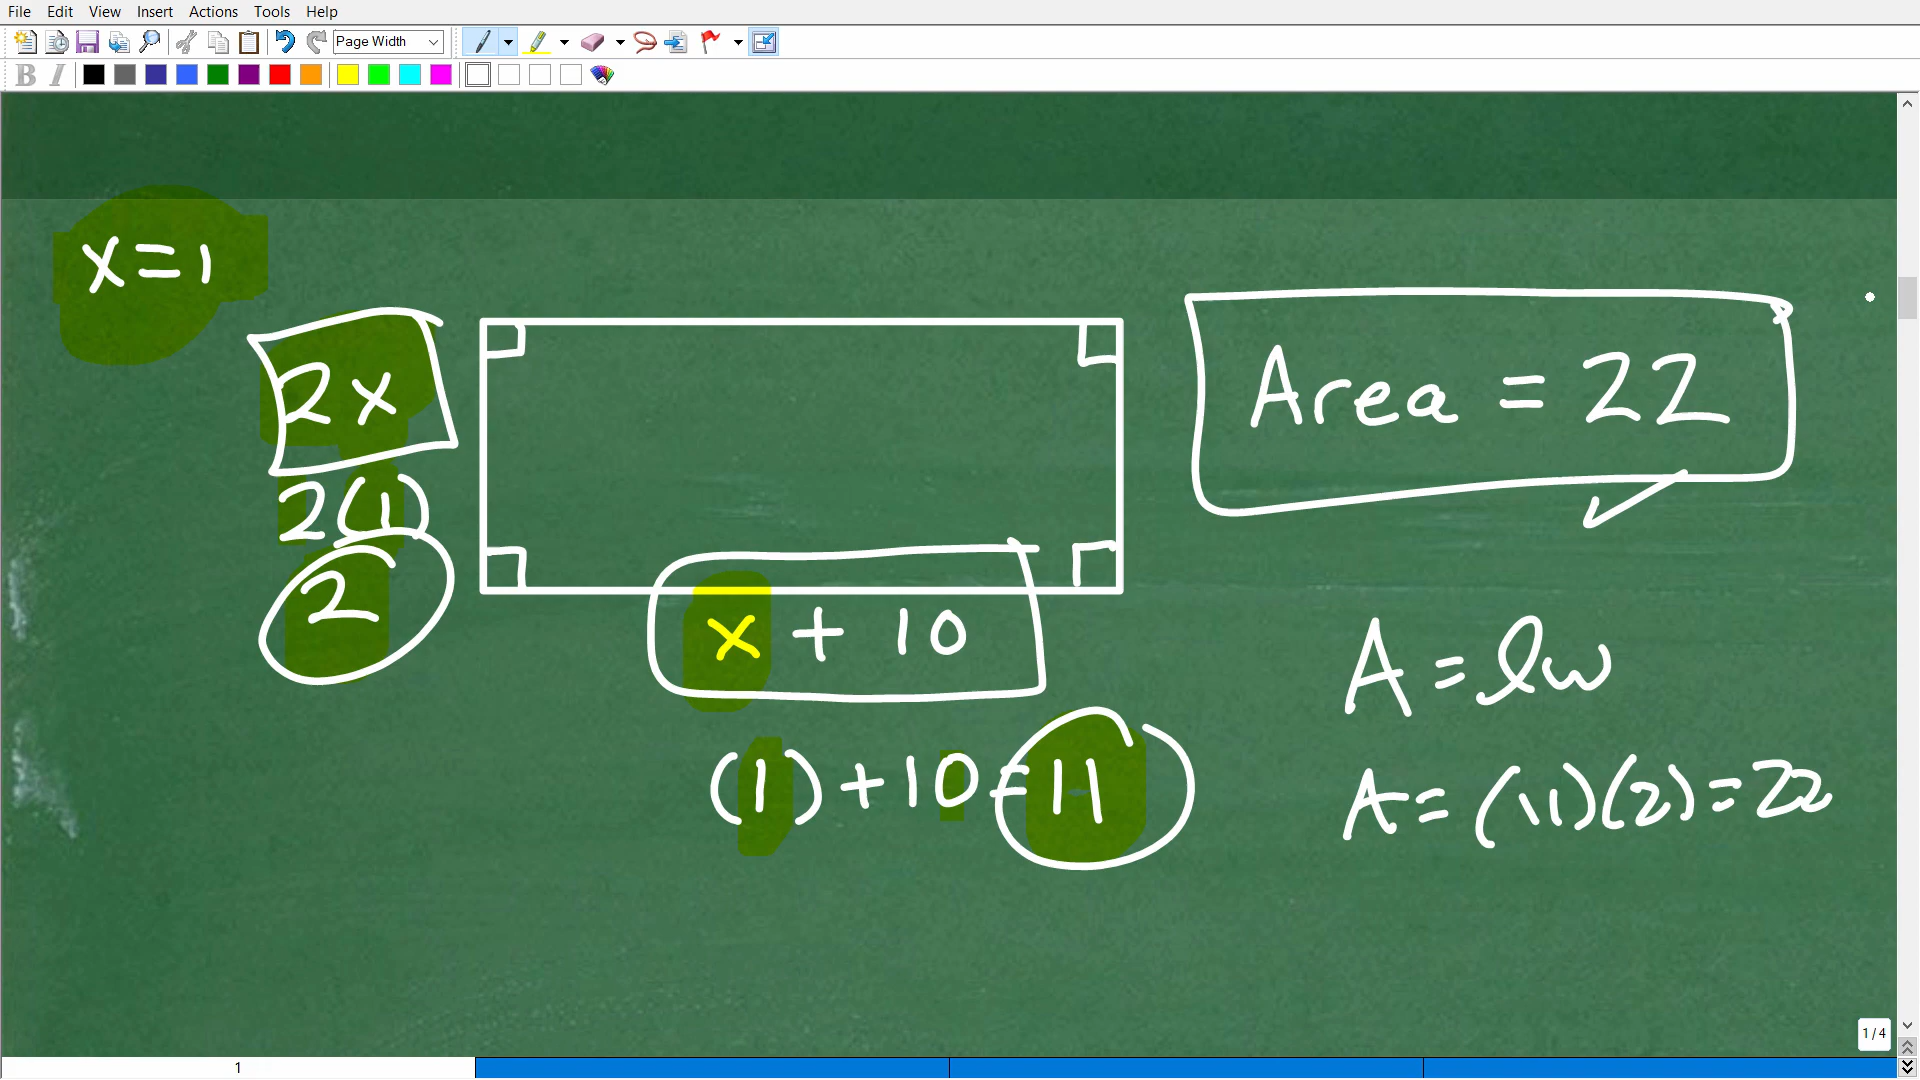 File Edit View Insert Actions Tools Help
Page Width
B I
x = 1
2x
2(1)
2
x + 10
(1) + 10 = 11
Area = 22
A = lw
A = (11)(2) = 22
1 / 4
1